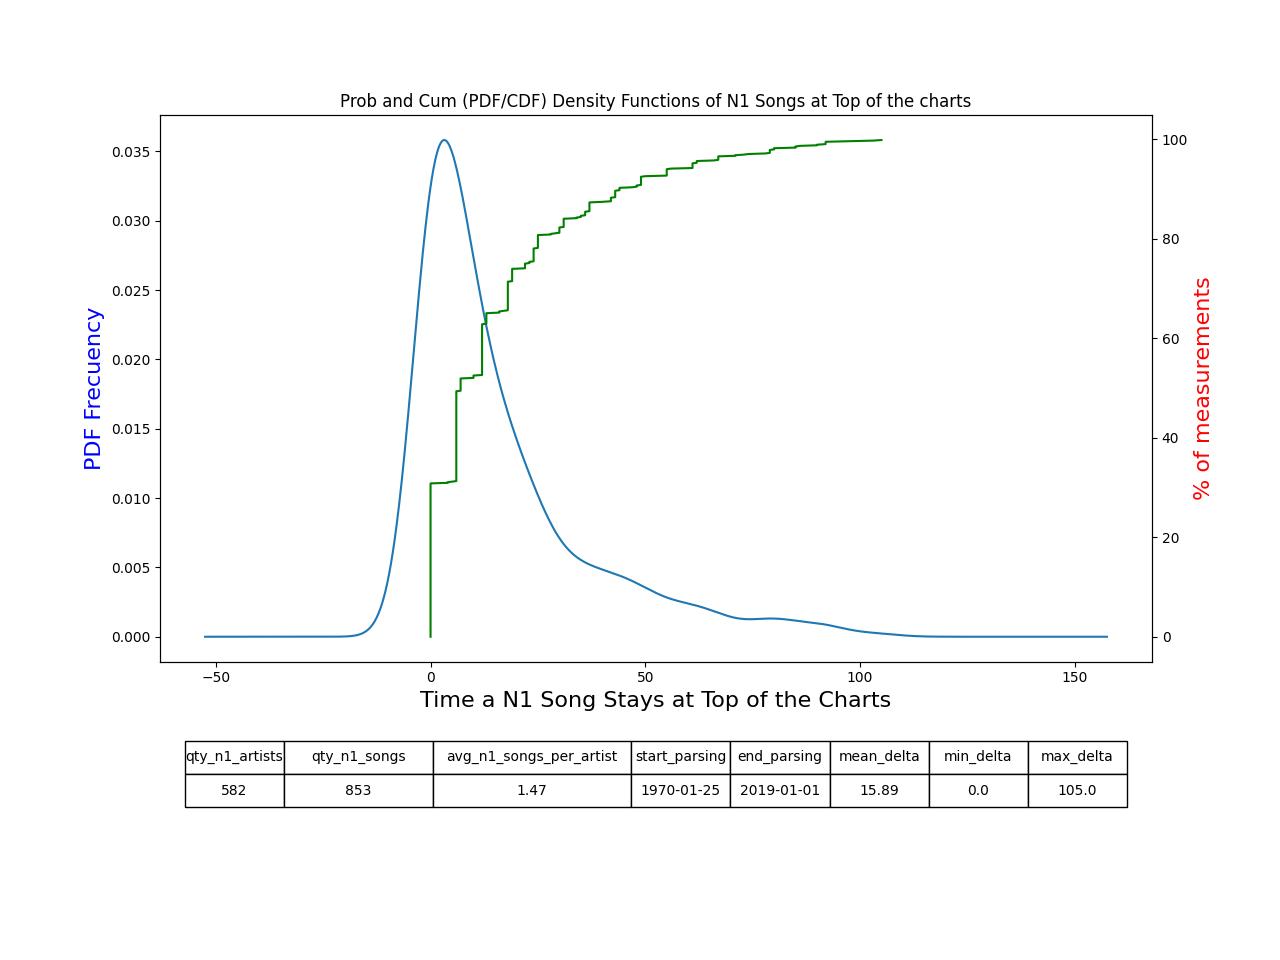 Prob and Cum (PDF/CDF) Density Functions of N1 Songs at Top of the charts
0.035
0.030
0.025
0.020
0.015
0.010
0.005
0.000
PDF Frecuency
100
80
60
40
20
0
% of measurements
−50 0 50 100 150
Time a N1 Song Stays at Top of the Charts
qty_n1_artists qty_n1_songs avg_n1_songs_per_artist start_parsing end_parsing mean_delta min_delta max_delta
582 853 1.47 1970-01-25 2019-01-01 15.89 0.0 105.0